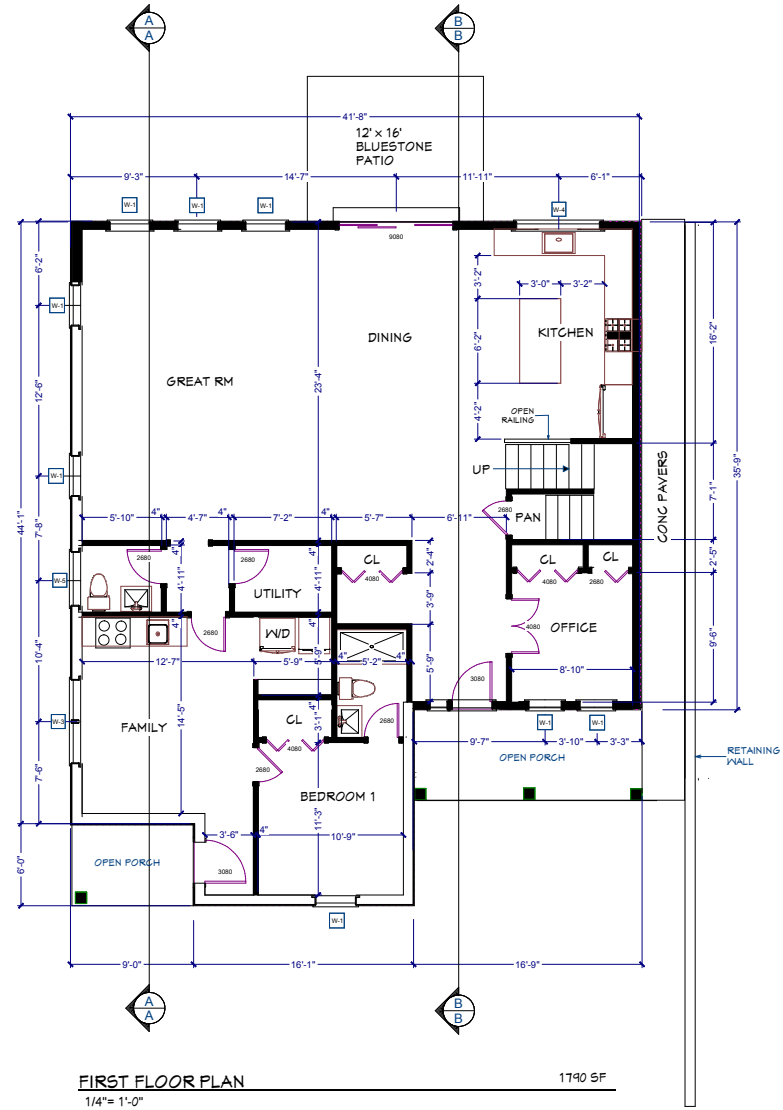 A
A
B
B
41'-8"
12' x 16'
BLUESTONE
PATIO
9'-3"
14'-7"
11'-11"
6'-1"
W-1
W-1
W-1
W-4
9080
6'-2"
3'-2"
3'-0"
3'-2"
W-1
KITCHEN
DINING
6'-2"
16'-2"
12'-6"
GREAT RM
23'-4"
4'-2"
OPEN
RAILING
UP
W-1
35'-9"
44'-1"
CONC PAVERS
7'-1"
7'-8"
5'-10"
4"
4'-7"
4"
7'-2"
4"
5'-7"
6'-11"
2680
PAN
4"
4"
2680
2680
CL
4080
2'-4"
CL
4080
CL
2680
2'-5"
W-5
4'-11"
4'-11"
UTILITY
3'-9"
4"
4"
4080
OFFICE
9'-6"
2680
W/D
10'-4"
12'-7"
5'-9"
5'-9"
4"
5'-2"
4"
5'-9"
8'-10"
3080
14'-5"
4"
W-3
FAMILY
CL
3'-1"
4080
2680
9'-7"
W-1
W-1
3'-10"
3'-3"
2680
OPEN PORCH
RETAINING
WALL
7'-6"
BEDROOM 1
11'-3"
3'-6"
4"
10'-9"
OPEN PORCH
3080
6'-0"
W-1
9'-0"
16'-1"
16'-9"
A
A
B
B
FIRST FLOOR PLAN
1790 SF
1/4"= 1'-0"